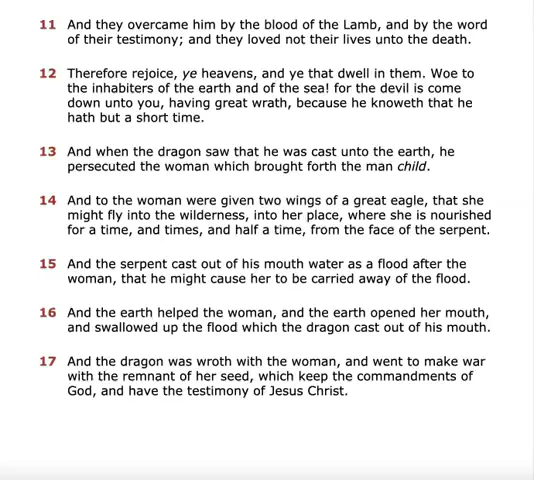 11 And they overcame him by the blood of the Lamb, and by the word
of their testimony; and they loved not their lives unto the death.
12 Therefore rejoice, ye heavens, and ye that dwell in them. Woe to
the inhabiters of the earth and of the sea! for the devil is come
down unto you, having great wrath, because he knoweth that he
hath but a short time.
13 And when the dragon saw that he was cast unto the earth, he
persecuted the woman which brought forth the man child.
14 And to the woman were given two wings of a great eagle, that she
might fly into the wilderness, into her place, where she is nourished
for a time, and times, and half a time, from the face of the serpent.
15 And the serpent cast out of his mouth water as a flood after the
woman, that he might cause her to be carried away of the flood.
16 And the earth helped the woman, and the earth opened her mouth,
and swallowed up the flood which the dragon cast out of his mouth.
17 And the dragon was wroth with the woman, and went to make war
with the remnant of her seed, which keep the commandments of
God, and have the testimony of Jesus Christ.